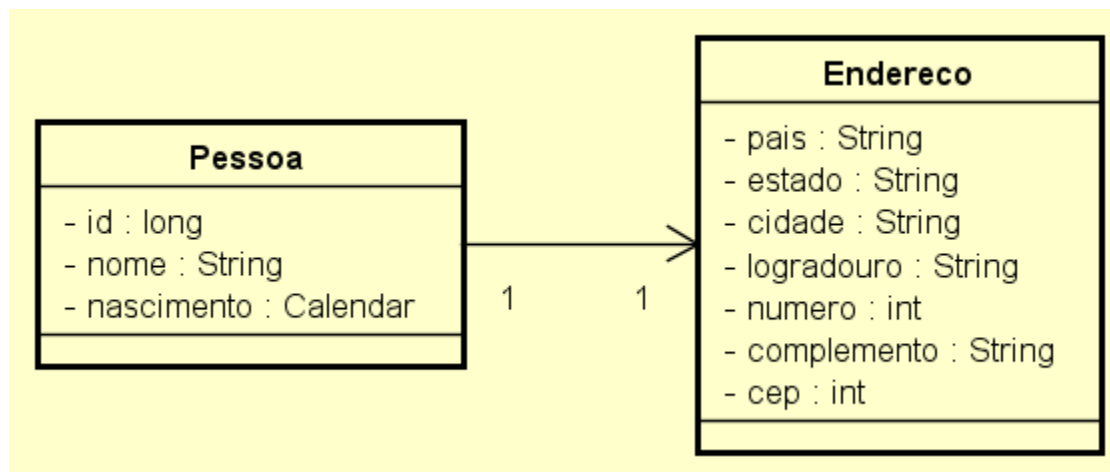 Pessoa
- id : long
- nome : String
- nascimento : Calendar
1
1
Endereco
- pais : String
- estado : String
- cidade : String
- logradouro : String
- numero : int
- complemento : String
- cep : int